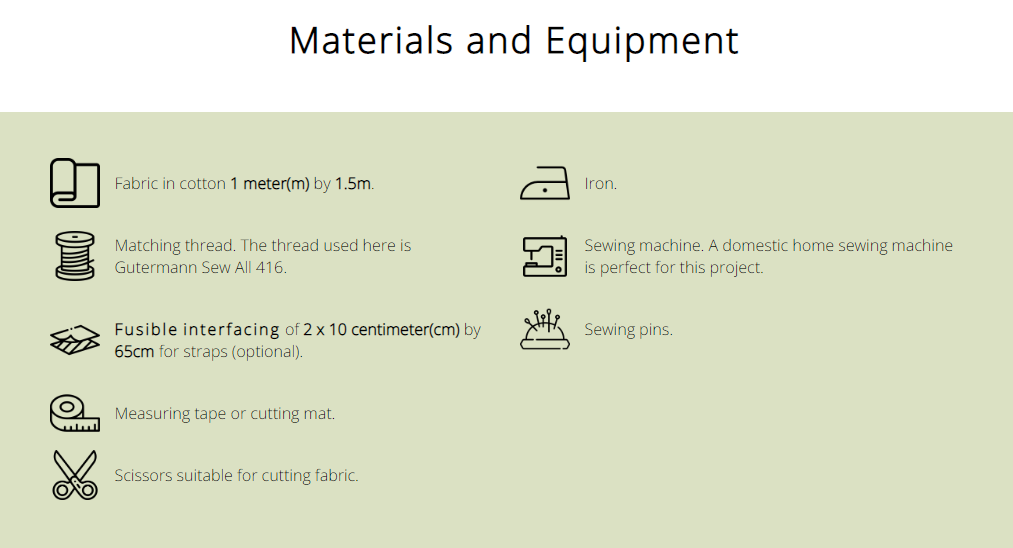 Materials and Equipment
Fabric in cotton 1 meter(m) by 1.5m.
Matching thread. The thread used here is
Gutermann Sew All 416.
Fusible interfacing of 2 x 10 centimeter(cm) by
65cm for straps (optional).
Measuring tape or cutting mat.
Scissors suitable for cutting fabric.
Iron.
Sewing machine. A domestic home sewing machine
is perfect for this project.
Sewing pins.